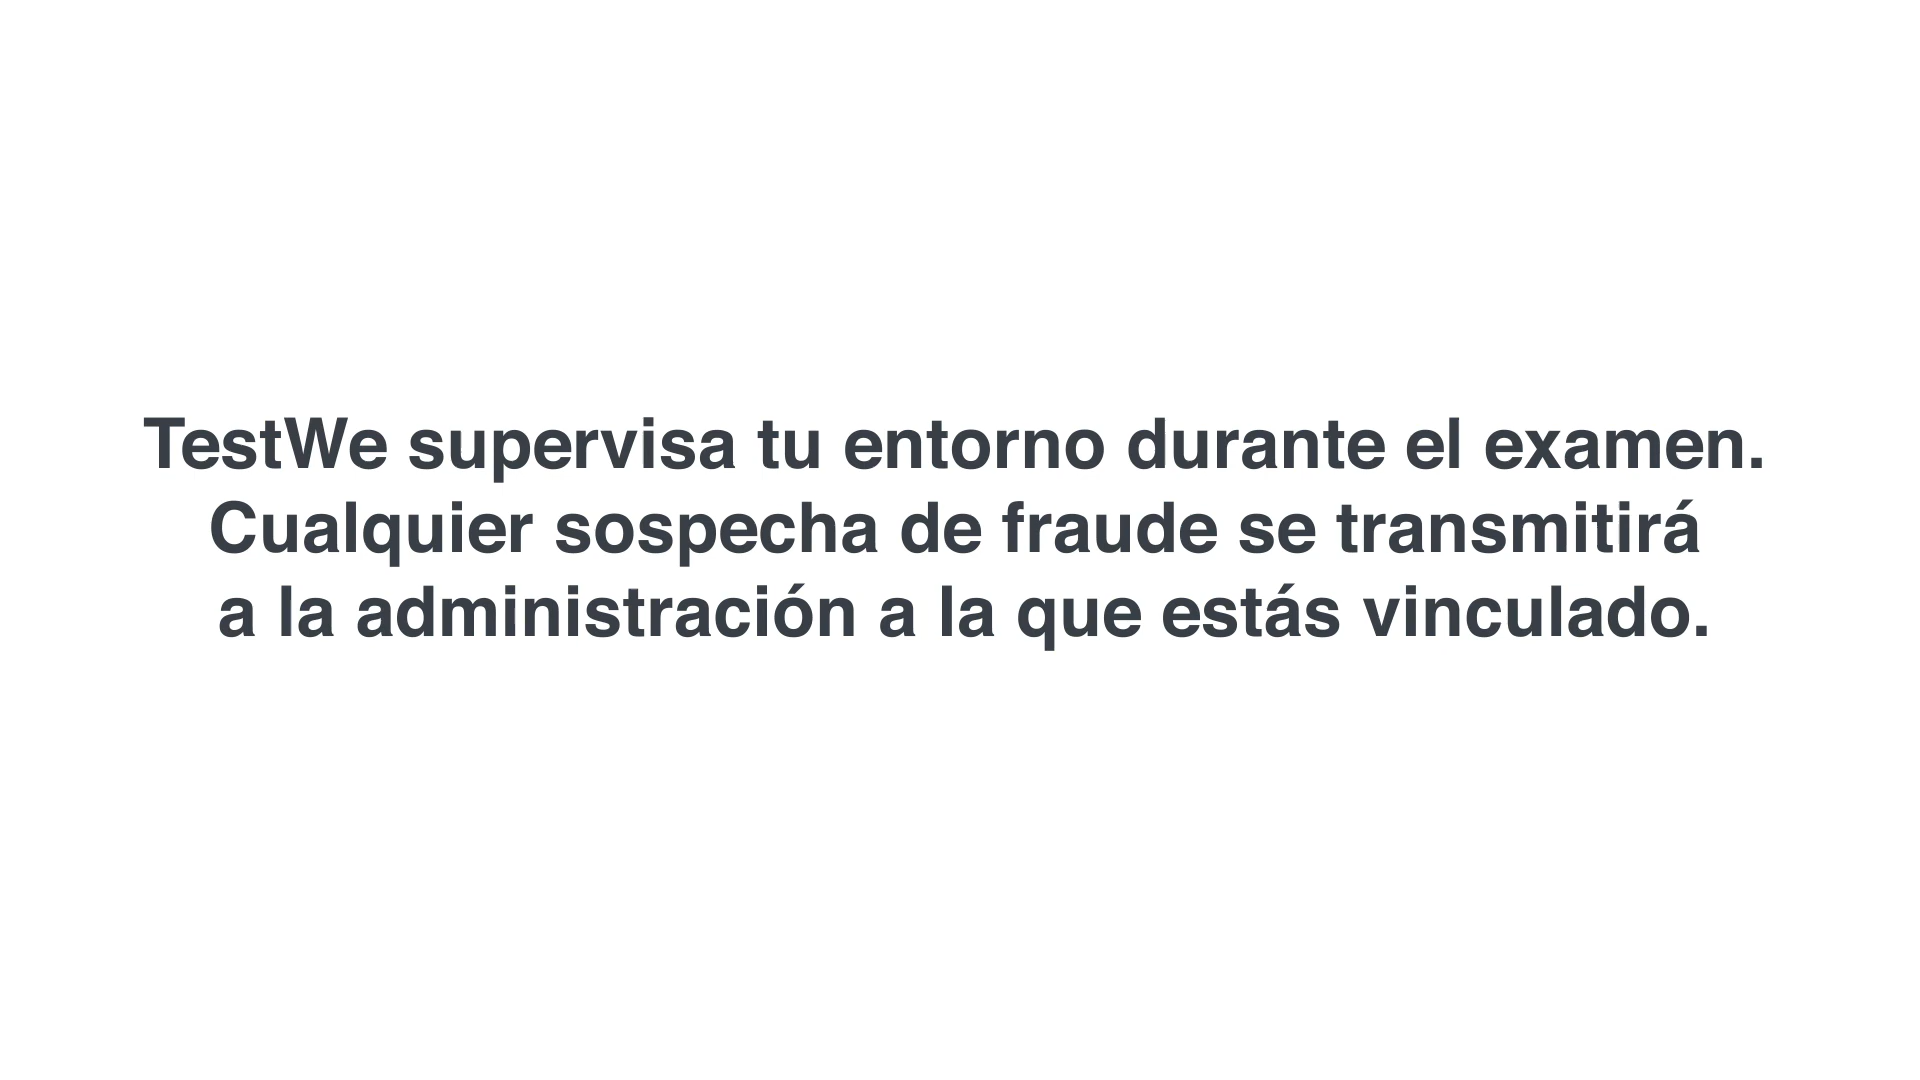 TestWe supervisa tu entorno durante el examen.
Cualquier sospecha de fraude se transmitirá
a la administración a la que estás vinculado.